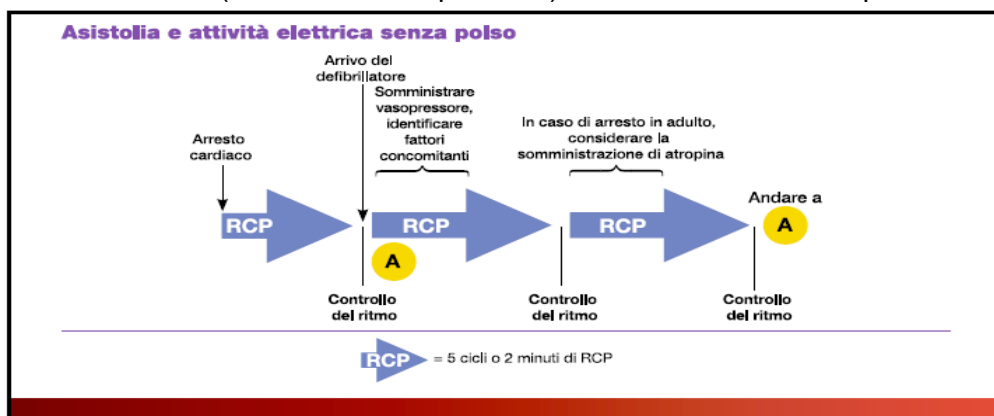 Asistolia e attività elettrica senza polso
Arrivo del
defibrillatore
Somministrare
vasopressore,
identificare
fattori
concomitanti
In caso di arresto in adulto,
considerare la
somministrazione di atropina
Arresto
cardiaco
Andare a
RCP
RCP
RCP
A
A
Controllo
del ritmo
Controllo
del ritmo
Controllo
del ritmo
RCP = 5 cicli o 2 minuti di RCP